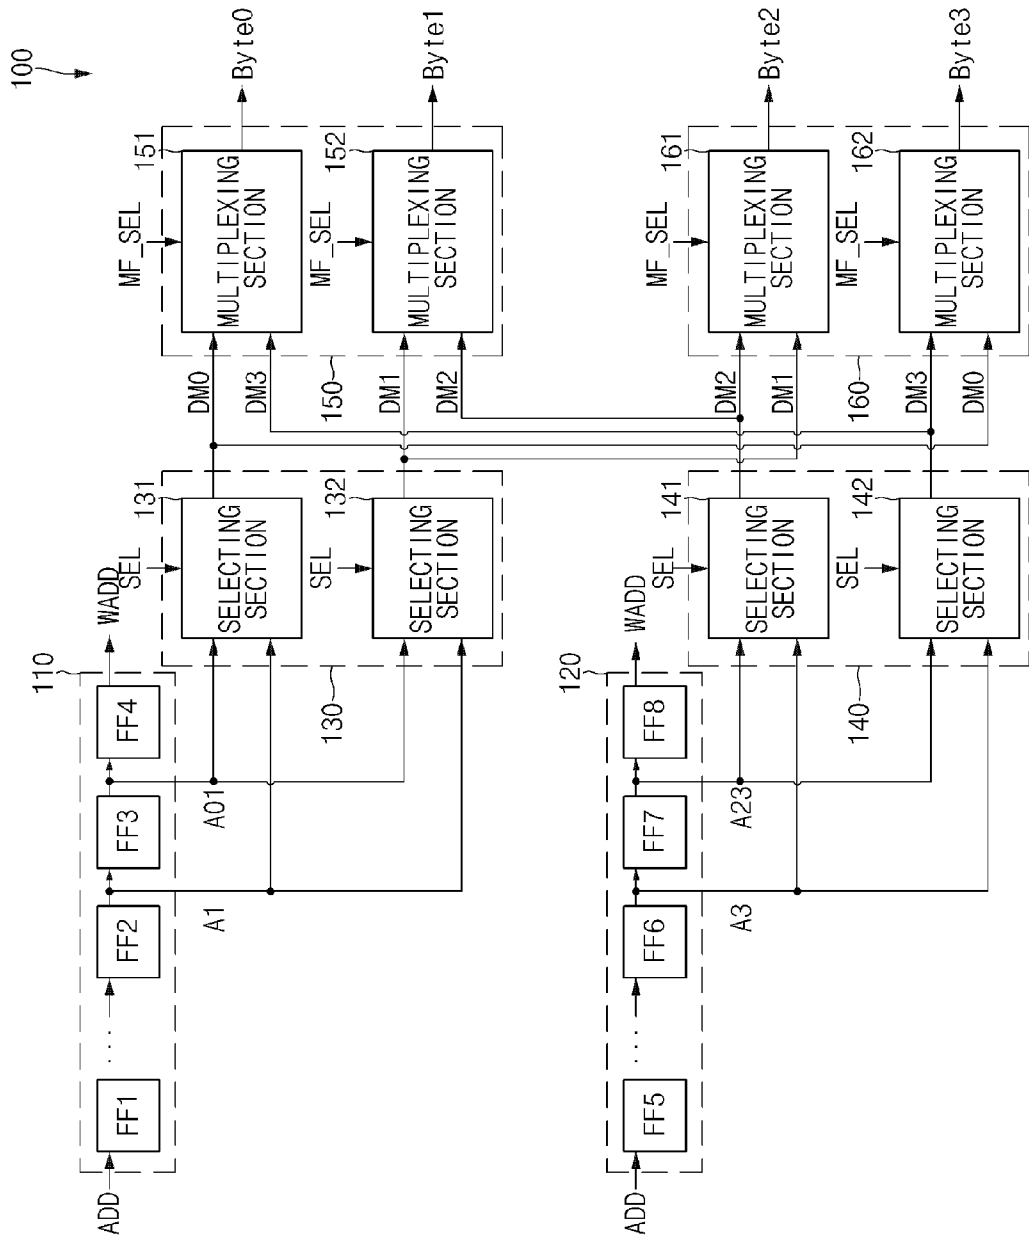 100
110
ADD
FF1
....
FF2
FF3
FF4
WADD
A1
A01
SEL
131
SELECTING
SECTION
SEL
132
SELECTING
SECTION
130
DM0
DM3
DM1
DM2
MF_SEL
151
MULTIPLEXING
SECTION
Byte0
MF_SEL
152
MULTIPLEXING
SECTION
Byte1
150
120
ADD
FF5
....
FF6
FF7
FF8
WADD
A3
A23
SEL
141
SELECTING
SECTION
SEL
142
SELECTING
SECTION
140
DM2
DM1
DM3
DM0
MF_SEL
161
MULTIPLEXING
SECTION
Byte2
MF_SEL
162
MULTIPLEXING
SECTION
Byte3
160